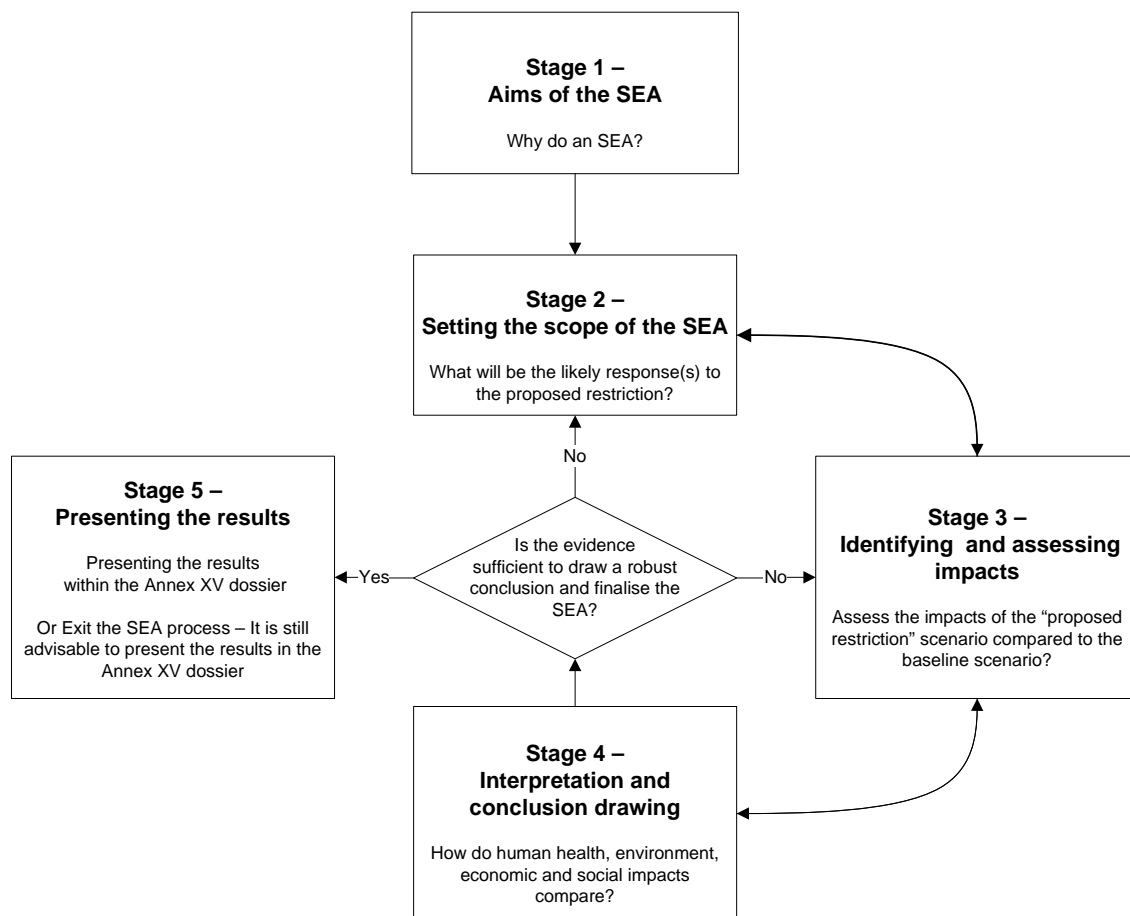 Stage 1 –
Aims of the SEA
Why do an SEA?
Stage 2 –
Setting the scope of the SEA
What will be the likely response(s) to
the proposed restriction?
No
Stage 5 –
Presenting the results
Presenting the results
within the Annex XV dossier
Or Exit the SEA process – It is still
advisable to present the results in the
Annex XV dossier
Yes
Is the evidence
sufficient to draw a robust
conclusion and finalise the
SEA?
No
Stage 3 –
Identifying and assessing
impacts
Assess the impacts of the “proposed
restriction” scenario compared to the
baseline scenario?
Stage 4 –
Interpretation and
conclusion drawing
How do human health, environment,
economic and social impacts
compare?